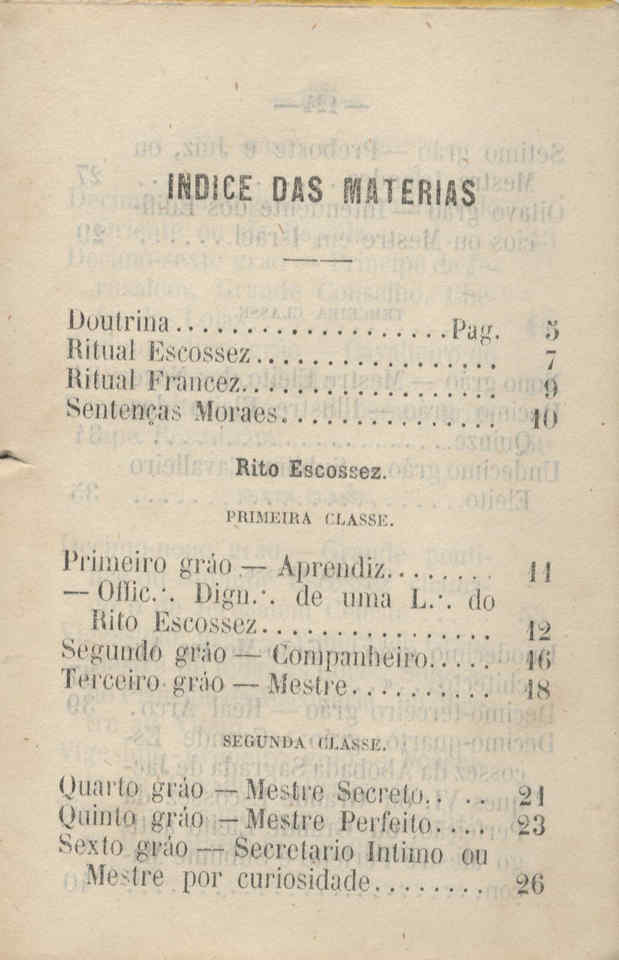 INDICE DAS MATERIAS
Doutrina....................Pag. 5
Ritual Escossez................. 7
Ritual Francez.................. 9
Sentenças Moraes................ 10
Rito Escossez.
PRIMEIRA CLASSE.
Primeiro gráo — Aprendiz........ 11
— Offic.·. Dign.·. de uma L.·. do
Rito Escossez................ 12
Segundo gráo — Companheiro..... 16
Terceiro gráo — Mestre.......... 18
SEGUNDA CLASSE.
Quarto gráo — Mestre Secreto.... 21
Quinto gráo — Mestre Perfeito.... 23
Sexto gráo — Secretario Intimo ou
Mestre por curiosidade........ 26